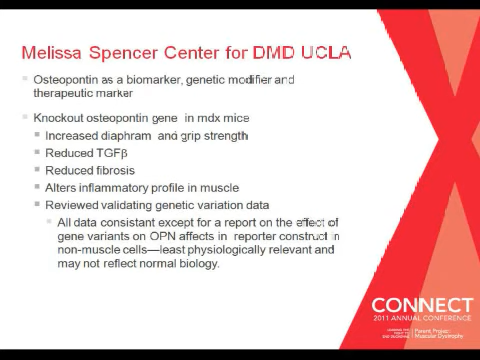 Melissa Spencer Center for DMD UCLA
Osteopontin as a biomarker, genetic modifier and
therapeutic marker
Knockout osteopontin gene in mdx mice
Increased diaphram and grip strength
Reduced TGFβ
Reduced fibrosis
Alters inflammatory profile in muscle
Reviewed validating genetic variation data
All data consistant except for a report on the effect of
gene variants on OPN affects in reporter construct in
non-muscle cells—least physiologically relevant and
may not reflect normal biology.
CONNECT
2011 ANNUAL CONFERENCE
Parent Project
Muscular Dystrophy